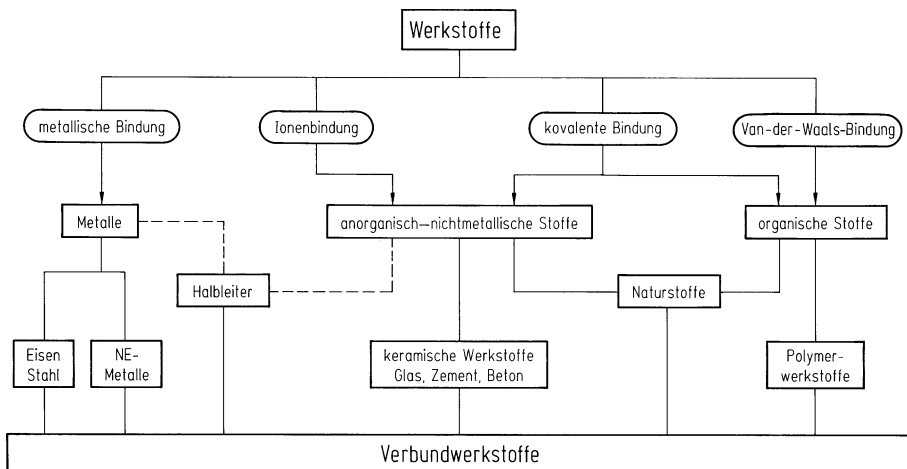 Werkstoffe
metallische Bindung
Ionenbindung
kovalente Bindung
Van-der-Waals-Bindung
Metalle
anorganisch-nichtmetallische Stoffe
organische Stoffe
Halbleiter
Naturstoffe
Eisen
Stahl
NE-
Metalle
keramische Werkstoffe
Glas, Zement, Beton
Polymer-
werkstoffe
Verbundwerkstoffe